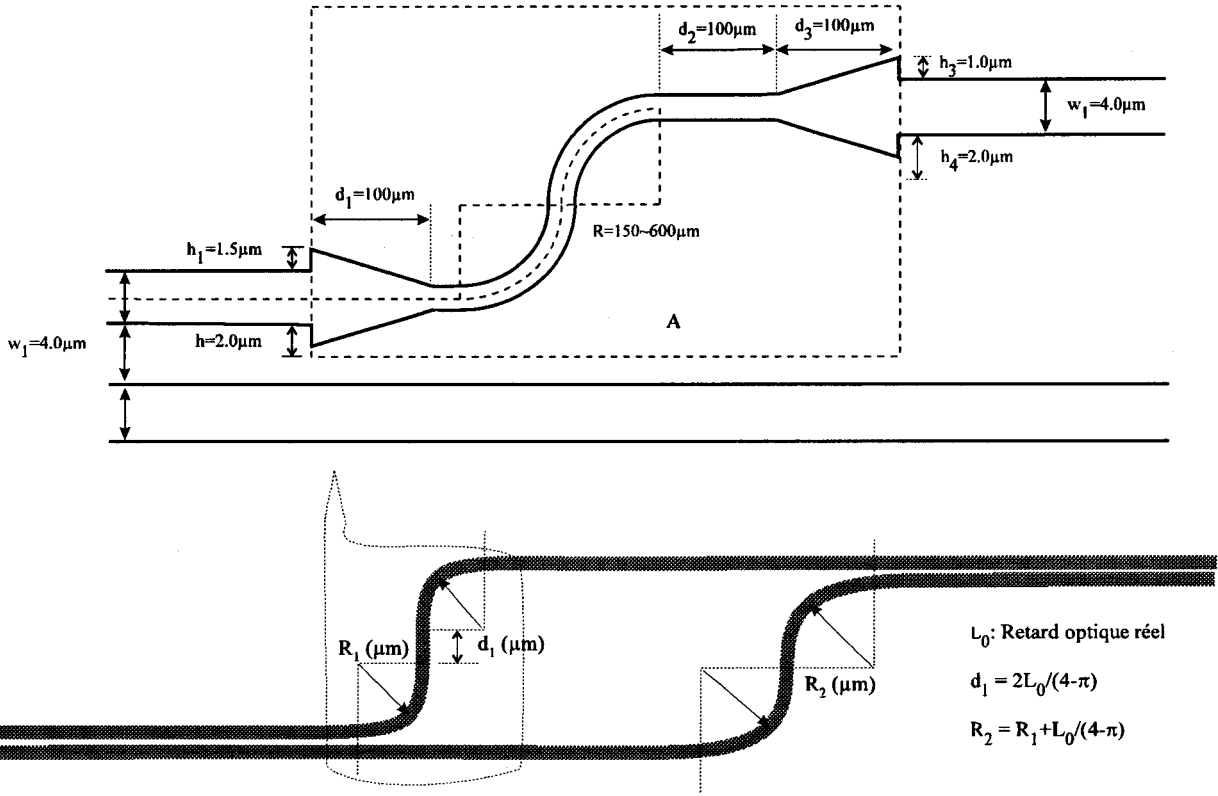 d2=100μm
d3=100μm
h3=1.0μm
w1=4.0μm
h4=2.0μm
d1=100μm
R=150~600μm
h1=1.5μm
A
w1=4.0μm
h=2.0μm
R1 (μm)
d1 (μm)
R2 (μm)
L0: Retard optique réel
d1 = 2L0/(4-π)
R2 = R1+L0/(4-π)